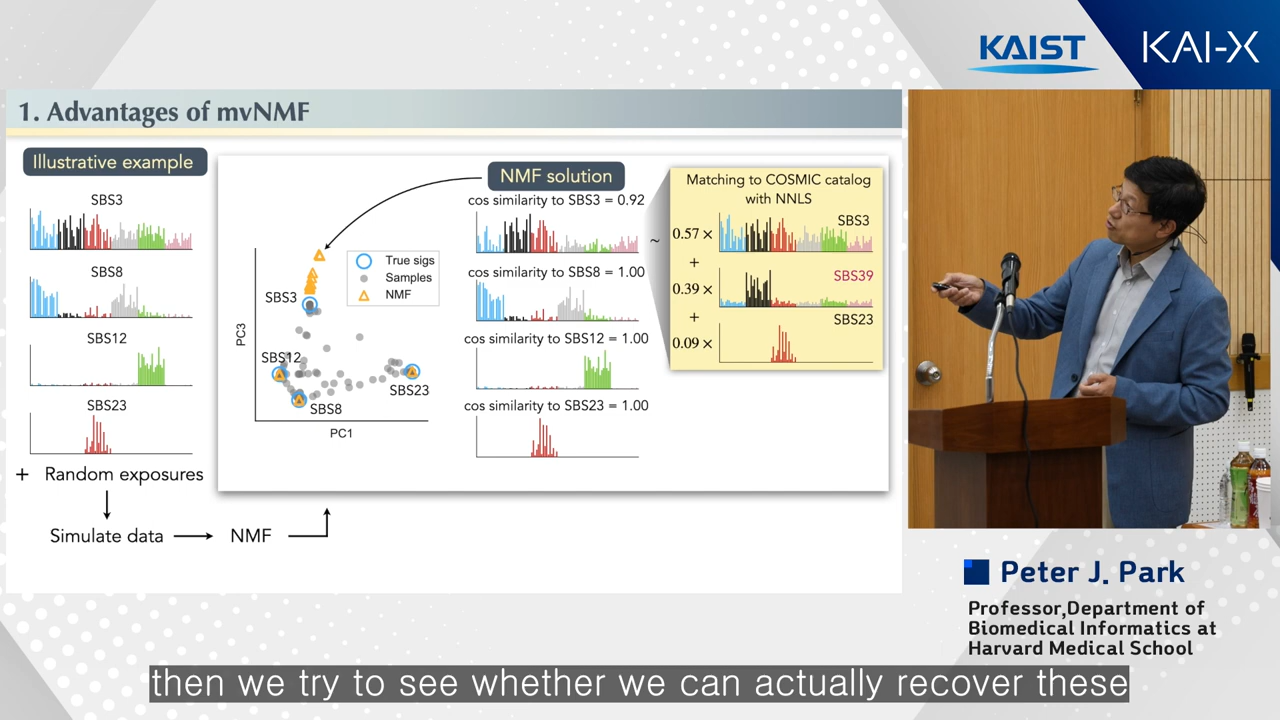 KAIST
KAI-X
1. Advantages of mvNMF
Illustrative example
SBS3
SBS8
SBS12
SBS23
+ Random exposures
Simulate data
NMF
PC3
PC1
SBS3
SBS12
SBS8
SBS23
True sigs
Samples
NMF
NMF solution
cos similarity to SBS3 = 0.92
cos similarity to SBS8 = 1.00
cos similarity to SBS12 = 1.00
cos similarity to SBS23 = 1.00
~
Matching to COSMIC catalog
with NNLS
SBS3
0.57 ×
+
SBS39
0.39 ×
+
SBS23
0.09 ×
Peter J. Park
Professor,Department of
Biomedical Informatics at
Harvard Medical School
then we try to see whether we can actually recover these